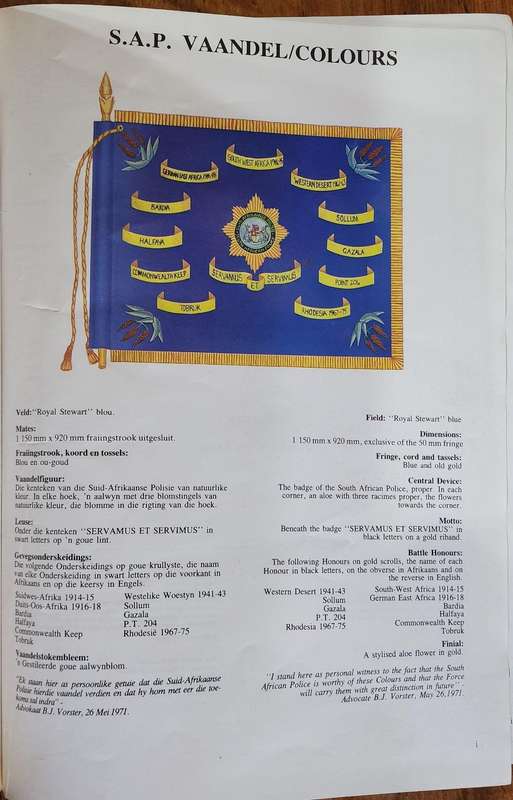 S.A.P. VAANDEL/COLOURS
SOUTH WEST AFRICA 1914-15
GERMAN EAST AFRICA 1916-18
WESTERN DESERT 1941-43
BARDIA
SOLLUM
HALFAYA
GAZALA
COMMONWEALTH KEEP
SERVAMUS ET SERVIMUS
POINT 204
TOBRUK
RHODESIA 1967-75
Veld: "Royal Stewart" blou.
Mates:
1 150 mm x 920 mm fraiingstrook uitgesluit.
Fraiingstrook, koord en tossels:
Blou en ou-goud
Vaandelfiguur:
Die kenteken van die Suid-Afrikaanse Polisie van natuurlike
kleur. In elke hoek, 'n aalwyn met drie blomstingels van
natuurlike kleur, die blomme in die rigting van die hoek.
Leuse:
Onder die kenteken "SERVAMUS ET SERVIMUS" in
swart letters op 'n goue lint.
Gevegsonderskeidings:
Die volgende Onderskeidings op goue krullyste, die naam
van elke Onderskeiding in swart letters op die voorkant in
Afrikaans en op die keersy in Engels.
Suidwes-Afrika 1914-15 Westelike Woestyn 1941-43
Duits-Oos-Afrika 1916-18 Sollum
Bardia Gazala
Halfaya P.T. 204
Commonwealth Keep Rhodesië 1967-75
Tobruk
Vaandelstokembleem:
'n Gestileerde goue aalwynblom.
"Ek staan hier as persoonlike getuie dat die Suid-Afrikaanse
Polisie hierdie vaandel verdien en dat hy hom met eer die toe-
koms sal indra" -
Advokaat B.J. Vorster, 26 Mei 1971.
Field: "Royal Stewart" blue
Dimensions:
1 150 mm x 920 mm, exclusive of the 50 mm fringe
Fringe, cord and tassels:
Blue and old gold
Central Device:
The badge of the South African Police, proper. In each
corner, an aloe with three racimes proper, the flowers
towards the corner.
Motto:
Beneath the badge "SERVAMUS ET SERVIMUS" in
black letters on a gold riband.
Battle Honours:
The following Honours on gold scrolls, the name of each
Honour in black letters, on the obverse in Afrikaans and on
the reverse in English.
Western Desert 1941-43 South-West Africa 1914-15
Sollum German East Africa 1916-18
Gazala Bardia
P.T. 204 Halfaya
Rhodesia 1967-75 Commonwealth Keep
Tobruk
Finial:
A stylised aloe flower in gold.
"I stand here as personal witness to the fact that the South
African Police is worthy of these Colours and that the Force
will carry them with great distinction in future" -
Advocate B.J. Vorster, May 26,1971.
1